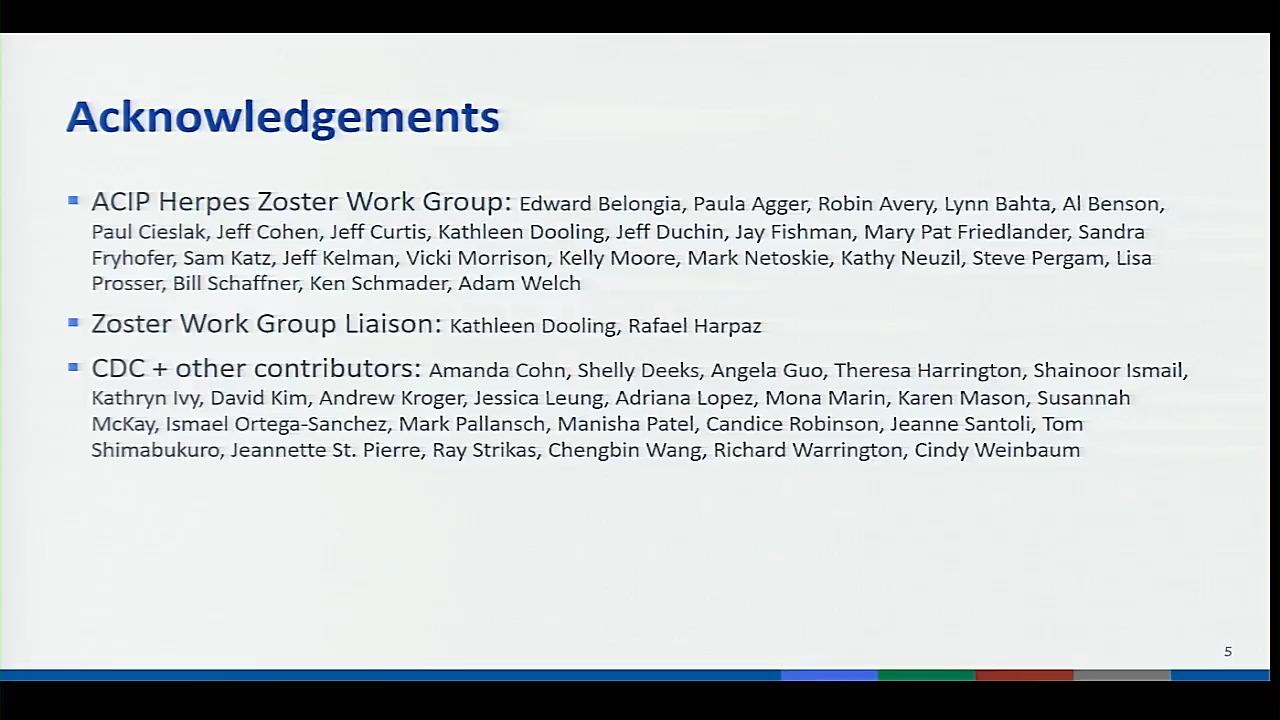 Acknowledgements
ACIP Herpes Zoster Work Group: Edward Belongia, Paula Agger, Robin Avery, Lynn Bahta, Al Benson,
Paul Cieslak, Jeff Cohen, Jeff Curtis, Kathleen Dooling, Jeff Duchin, Jay Fishman, Mary Pat Friedlander, Sandra
Fryhofer, Sam Katz, Jeff Kelman, Vicki Morrison, Kelly Moore, Mark Netoskie, Kathy Neuzil, Steve Pergam, Lisa
Prosser, Bill Schaffner, Ken Schmader, Adam Welch
Zoster Work Group Liaison: Kathleen Dooling, Rafael Harpaz
CDC + other contributors: Amanda Cohn, Shelly Deeks, Angela Guo, Theresa Harrington, Shainoor Ismail,
Kathryn Ivy, David Kim, Andrew Kroger, Jessica Leung, Adriana Lopez, Mona Marin, Karen Mason, Susannah
McKay, Ismael Ortega-Sanchez, Mark Pallansch, Manisha Patel, Candice Robinson, Jeanne Santoli, Tom
Shimabukuro, Jeannette St. Pierre, Ray Strikas, Chengbin Wang, Richard Warrington, Cindy Weinbaum
5